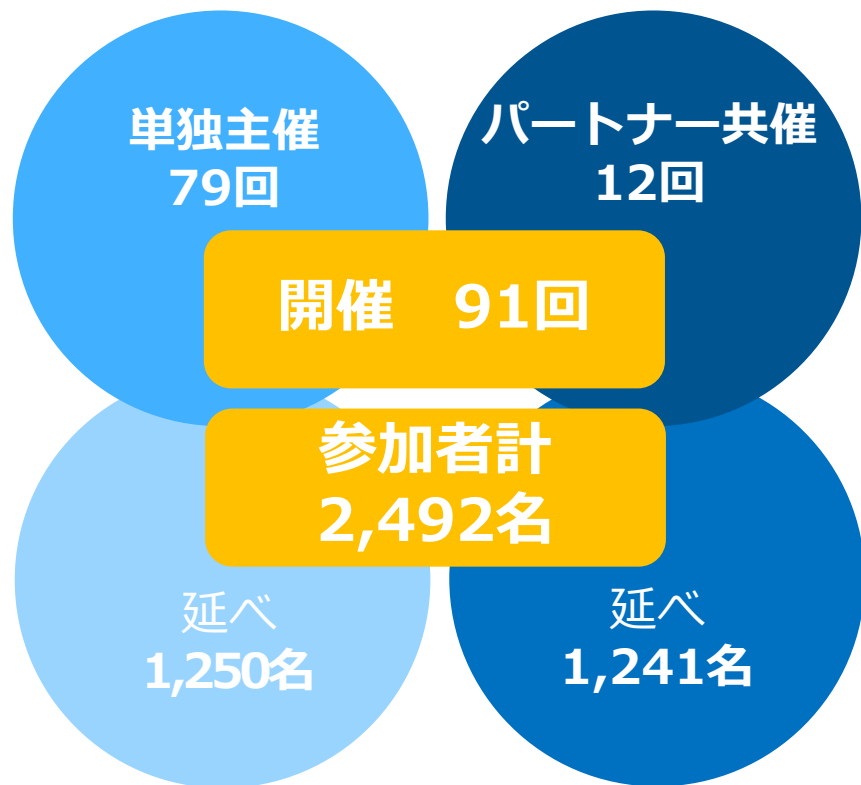 単独主催
79回
パートナー共催
12回
開催　91回
参加者計
2,492名
延べ
1,250名
延べ
1,241名